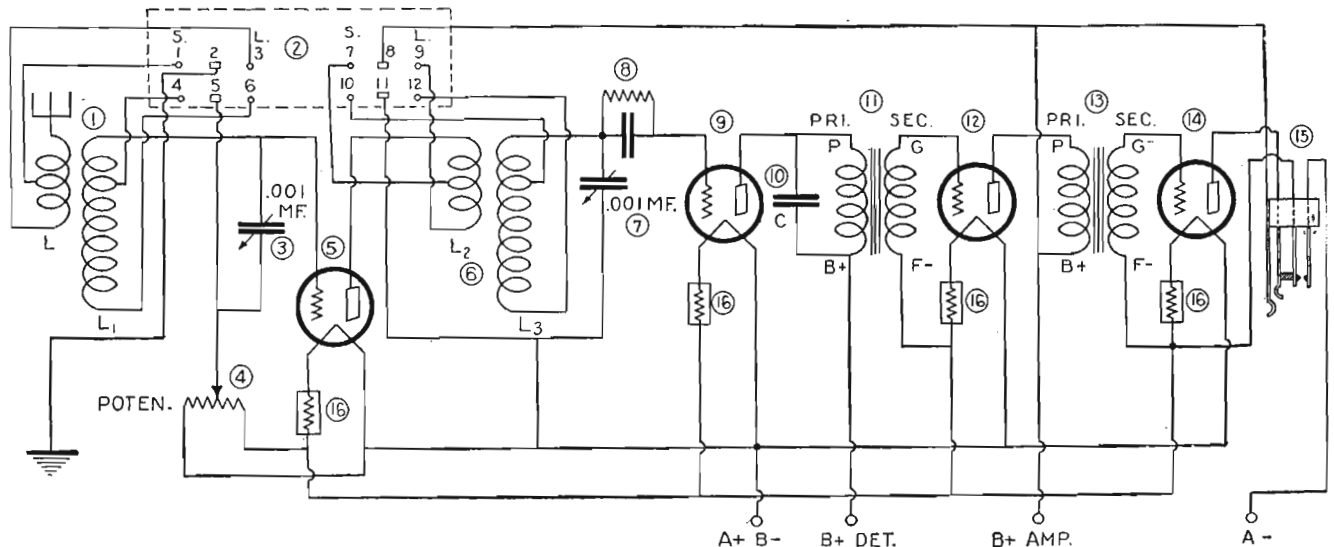 S. L. ② S. L.
1 2 3 7 8 9
4 5 6 10 11 12
① ⑧ ⑨ ⑪ ⑫ ⑬ ⑭ ⑮
PRI. SEC. PRI. SEC.
P G P G-
.001 MF. ③
⑤
.001 MF. ⑦
⑩ C
L L₂ ⑥
B+ F- B+ F-
L₁ L₃
⑯ ⑯ ⑯
④
POTEN. ⑯
A+ B- B+ DET. B+ AMP. A-